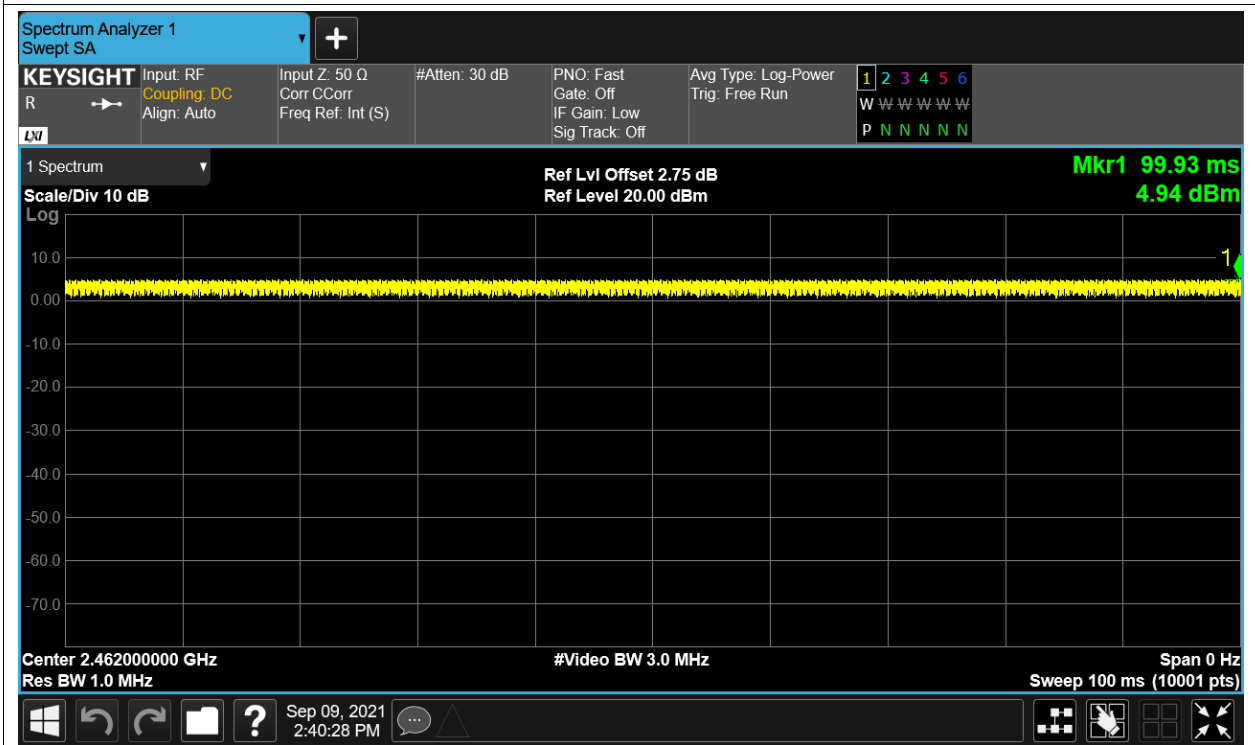 Spectrum Analyzer 1
Swept SA
KEYSIGHT
R
LXI
Input: RF
Coupling: DC
Align: Auto
Input Z: 50 Ω
Corr CCorr
Freq Ref: Int (S)
#Atten: 30 dB
PNO: Fast
Gate: Off
IF Gain: Low
Sig Track: Off
Avg Type: Log-Power
Trig: Free Run
1 2 3 4 5 6
W W W W W W
P N N N N N
1 Spectrum
Scale/Div 10 dB
Log
Ref Lvl Offset 2.75 dB
Ref Level 20.00 dBm
Mkr1 99.93 ms
4.94 dBm
10.0
1
0.00
-10.0
-20.0
-30.0
-40.0
-50.0
-60.0
-70.0
Center 2.462000000 GHz
#Video BW 3.0 MHz
Span 0 Hz
Res BW 1.0 MHz
Sweep 100 ms (10001 pts)
?
Sep 09, 2021
2:40:28 PM